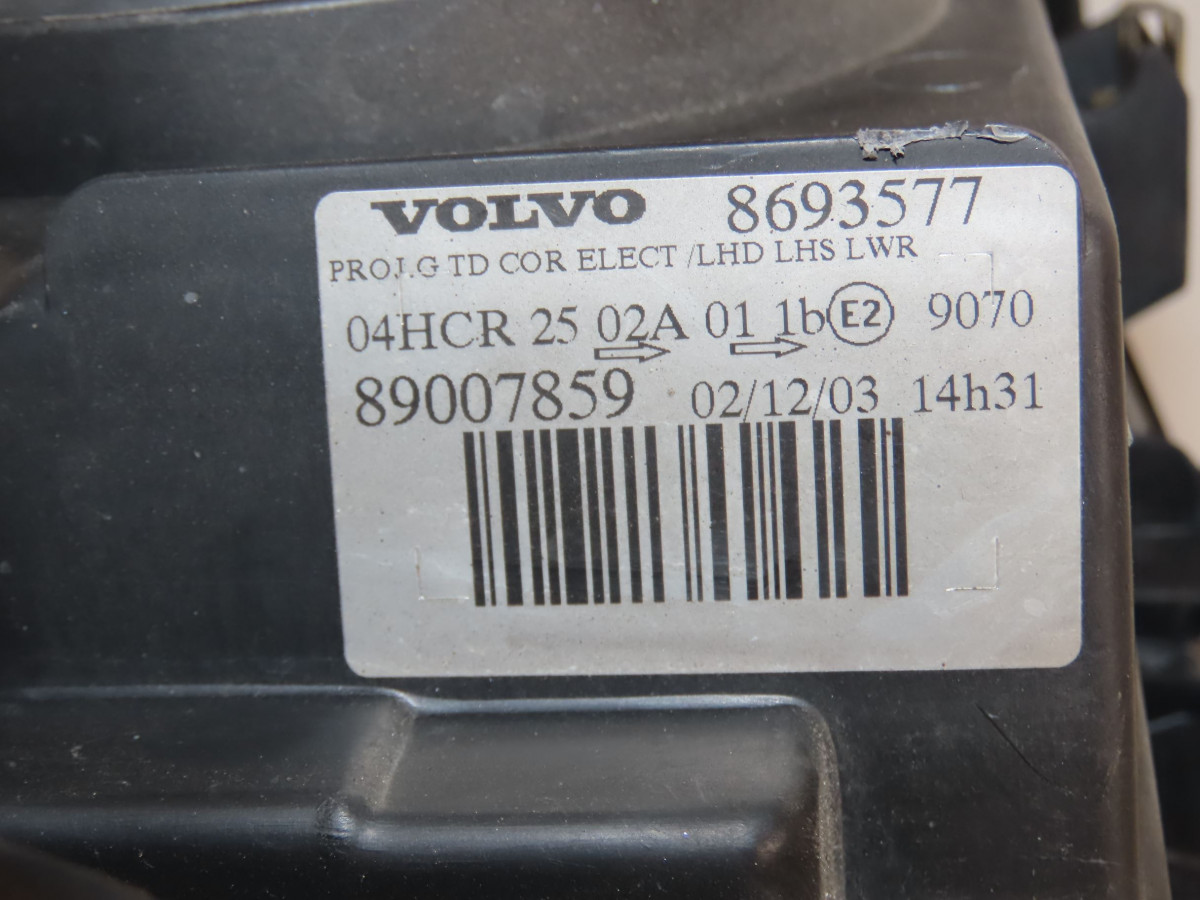 VOLVO 8693577
PROJ.G TD COR ELECT /LHD LHS LWR
04HCR 25 02A 01 1b E2 9070
89007859 02/12/03 14h31